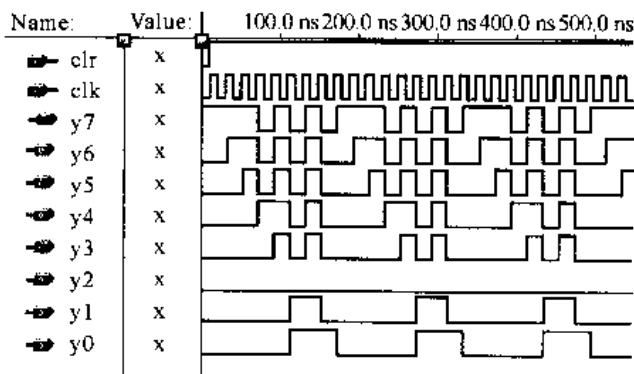 Name: Value: 100.0 ns 200.0 ns 300.0 ns 400.0 ns 500.0 ns
clr x
clk x
y7 x
y6 x
y5 x
y4 x
y3 x
y2 x
y1 x
y0 x